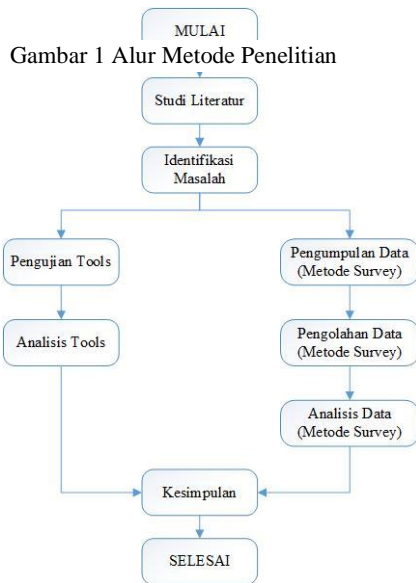 MULAI
Gambar 1 Alur Metode Penelitian
Studi Literatur
Identifikasi
Masalah
Pengujian Tools
Analisis Tools
Pengumpulan Data
(Metode Survey)
Pengolahan Data
(Metode Survey)
Analisis Data
(Metode Survey)
Kesimpulan
SELESAI